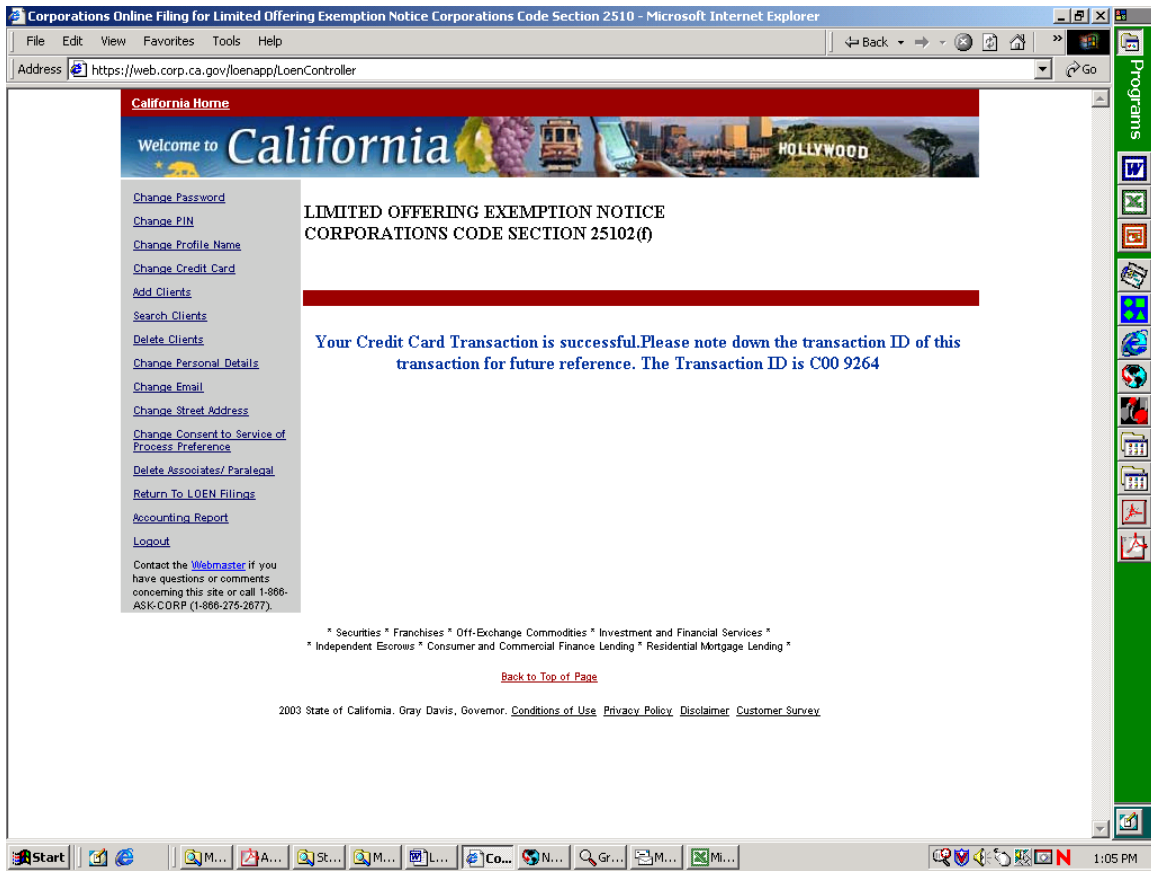 Corporations Online Filing for Limited Offering Exemption Notice Corporations Code Section 2510 - Microsoft Internet Explorer
File Edit View Favorites Tools Help
Back
»
Address https://web.corp.ca.gov/loenapp/LoenController
Go
Programs
California Home
Welcome to California
HOLLYWOOD
Change Password
Change PIN
Change Profile Name
Change Credit Card
Add Clients
Search Clients
Delete Clients
Change Personal Details
Change Email
Change Street Address
Change Consent to Service of
Process Preference
Delete Associates/ Paralegal
Return To LOEN Filings
Accounting Report
Logout
Contact the Webmaster if you
have questions or comments
concerning this site or call 1-866-
ASK-CORP (1-866-275-2677).
LIMITED OFFERING EXEMPTION NOTICE
CORPORATIONS CODE SECTION 25102(f)
Your Credit Card Transaction is successful.Please note down the transaction ID of this
transaction for future reference. The Transaction ID is C00 9264
* Securities * Franchises * Off-Exchange Commodities * Investment and Financial Services *
* Independent Escrows * Consumer and Commercial Finance Lending * Residential Mortgage Lending *
Back to Top of Page
2003 State of California. Gray Davis, Governor. Conditions of Use Privacy Policy Disclaimer Customer Survey
Start M... A... St... M... L... Co... N... Gr... M... Mi... N 1:05 PM